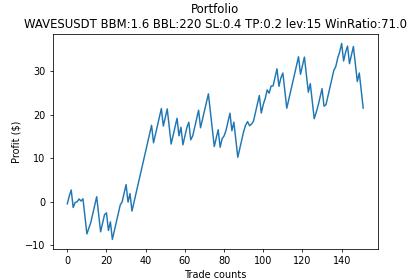 Portfolio
WAVESUSDT BBM:1.6 BBL:220 SL:0.4 TP:0.2 lev:15 WinRatio:71.0
30
20
10
0
−10
Profit ($)
0 20 40 60 80 100 120 140
Trade counts